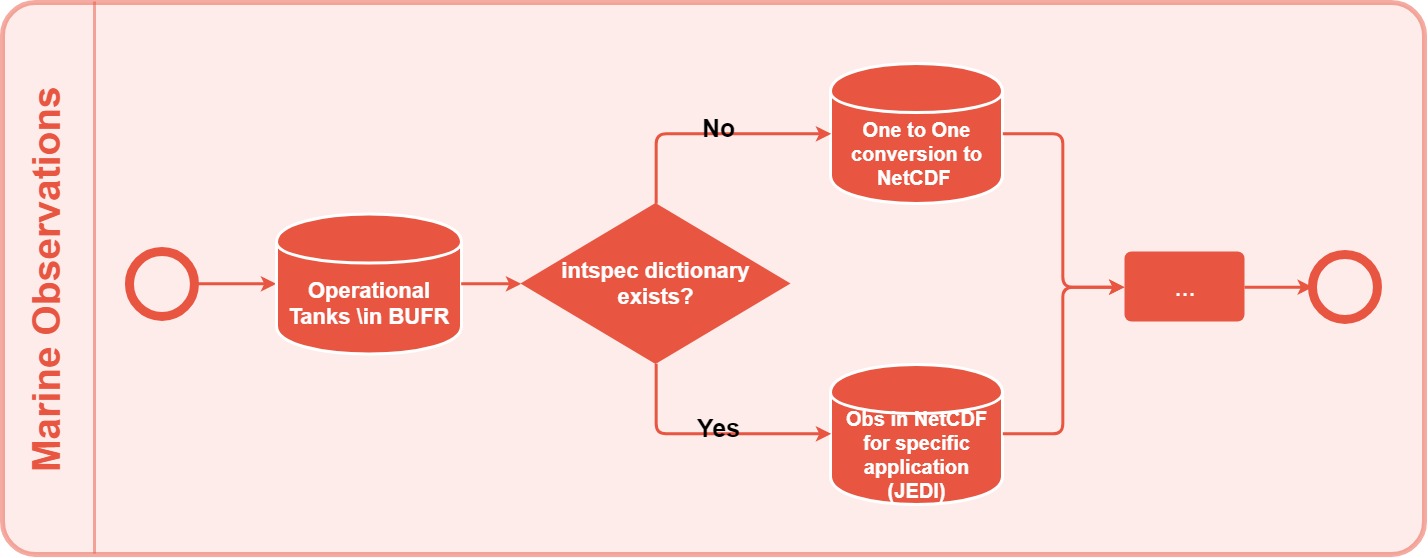 Marine Observations
Operational
Tanks \in BUFR
intspec dictionary
exists?
No
One to One
conversion to
NetCDF
Yes
Obs in NetCDF
for specific
application
(JEDI)
...